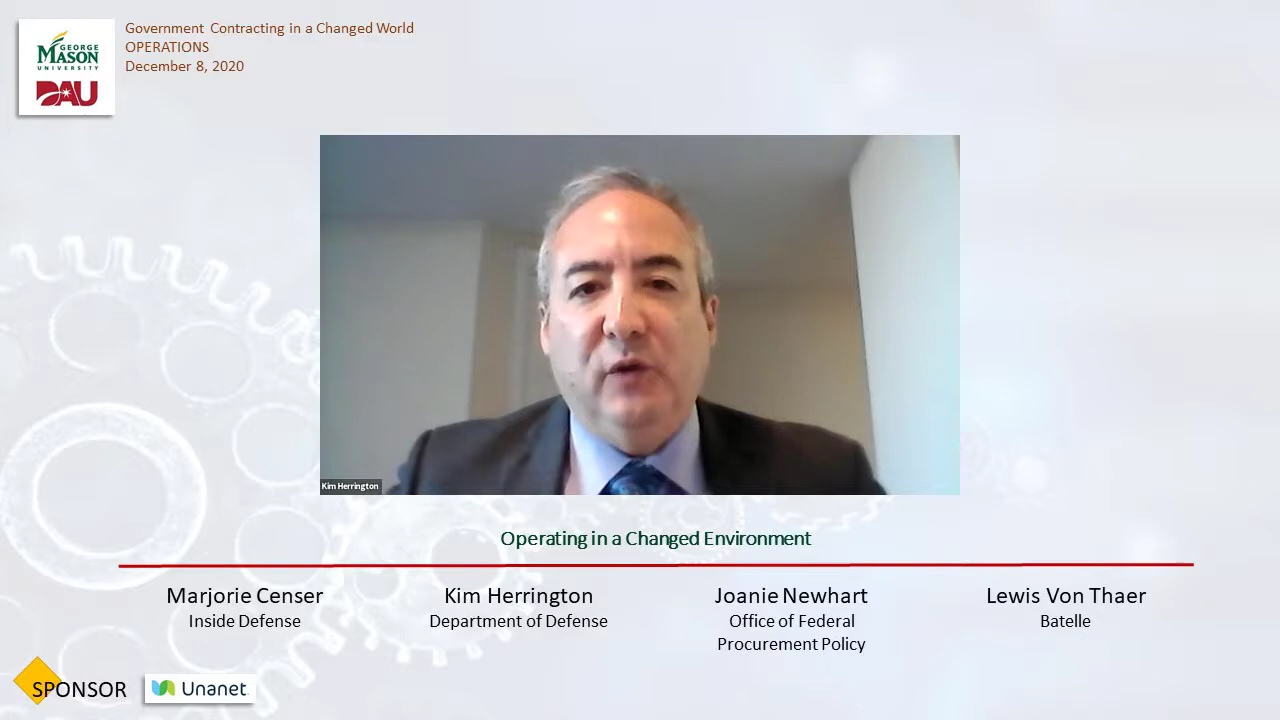 Government Contracting in a Changed World
OPERATIONS
December 8, 2020
GEORGE
MASON
UNIVERSITY
DAU
Kim Herrington
Operating in a Changed Environment
Marjorie Censer
Inside Defense
Kim Herrington
Department of Defense
Joanie Newhart
Office of Federal
Procurement Policy
Lewis Von Thaer
Batelle
SPONSOR
Unanet